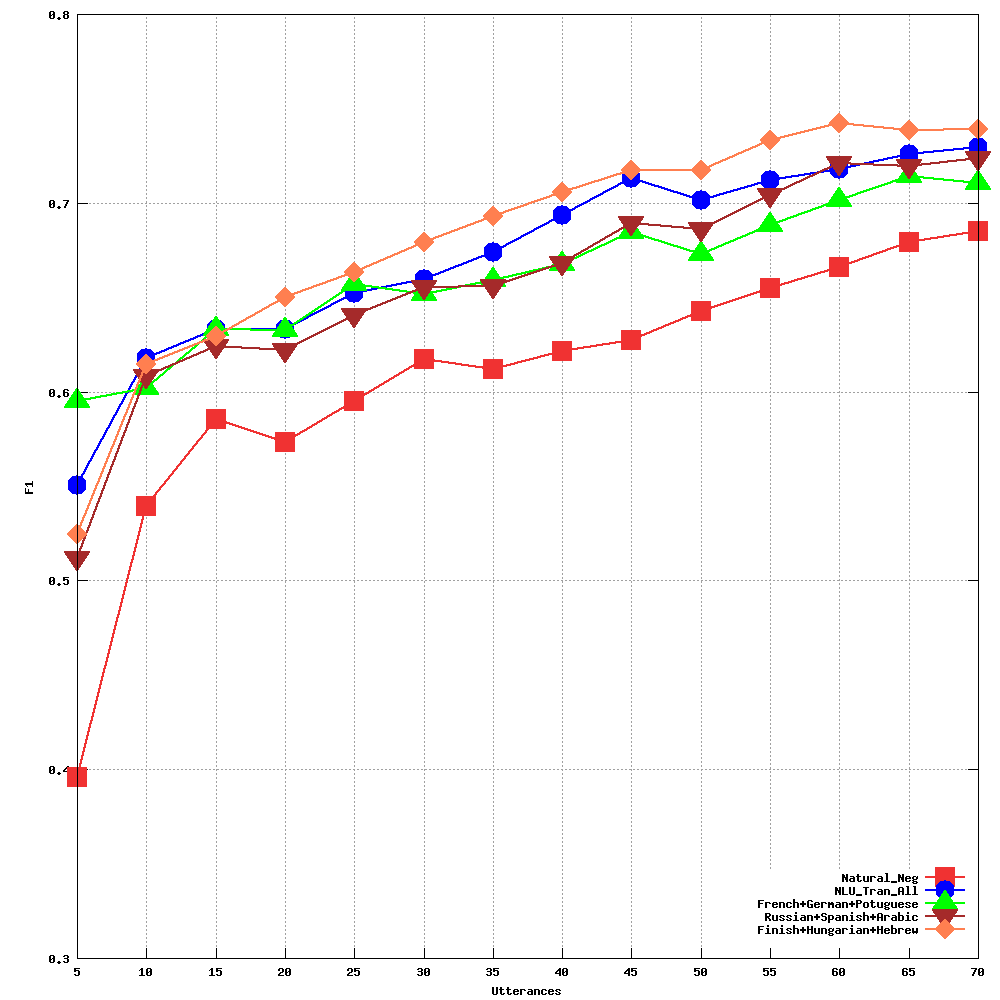 0.8
0.7
0.6
0.5
0.4
0.3
F1
5 10 15 20 25 30 35 40 45 50 55 60 65 70
Utterances
Natural_Neg
NLU_Tran_All
French+German+Potuguese
Russian+Spanish+Arabic
Finish+Hungarian+Hebrew